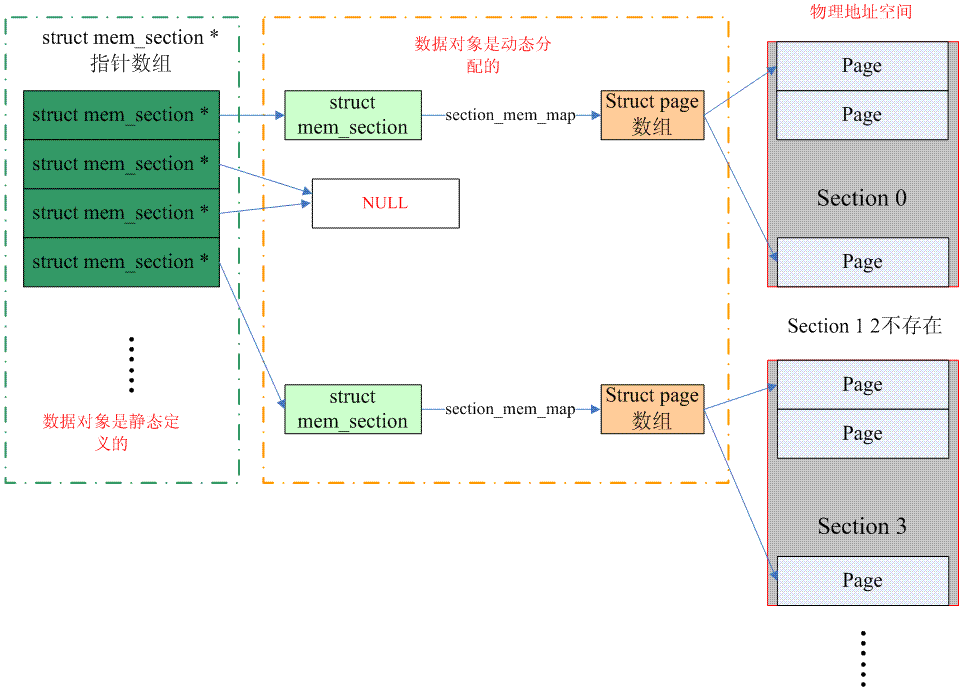 struct mem_section *
指针数组
struct mem_section *
struct mem_section *
struct mem_section *
struct mem_section *
数据对象是静态定
义的
数据对象是动态分
配的
struct
mem_section
section_mem_map
Struct page
数组
NULL
struct
mem_section
section_mem_map
Struct page
数组
物理地址空间
Page
Page
Section 0
Page
Section 1 2不存在
Page
Page
Section 3
Page